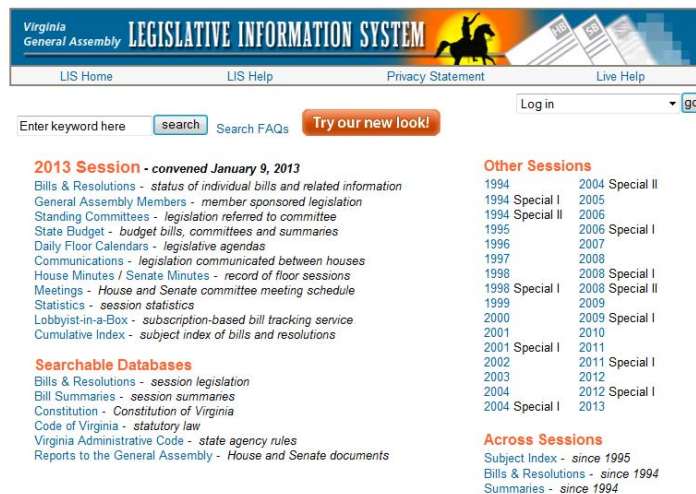 Virginia
General Assembly LEGISLATIVE INFORMATION SYSTEM
HB SB
LIS Home LIS Help Privacy Statement Live Help
Log in
Enter keyword here search Search FAQs Try our new look!
2013 Session - convened January 9, 2013
Bills & Resolutions - status of individual bills and related information
General Assembly Members - member sponsored legislation
Standing Committees - legislation referred to committee
State Budget - budget bills, committees and summaries
Daily Floor Calendars - legislative agendas
Communications - legislation communicated between houses
House Minutes / Senate Minutes - record of floor sessions
Meetings - House and Senate committee meeting schedule
Statistics - session statistics
Lobbyist-in-a-Box - subscription-based bill tracking service
Cumulative Index - subject index of bills and resolutions
Searchable Databases
Bills & Resolutions - session legislation
Bill Summaries - session summaries
Constitution - Constitution of Virginia
Code of Virginia - statutory law
Virginia Administrative Code - state agency rules
Reports to the General Assembly - House and Senate documents
Other Sessions
1994
1994 Special I
1994 Special II
1995
1996
1997
1998
1998 Special I
1999
2000
2001
2001 Special I
2002
2003
2004
2004 Special I
2004 Special II
2005
2006
2006 Special I
2007
2008
2008 Special I
2008 Special II
2009
2009 Special I
2010
2011
2011 Special I
2012
2012 Special I
2013
Across Sessions
Subject Index - since 1995
Bills & Resolutions - since 1994
Summaries - since 1994